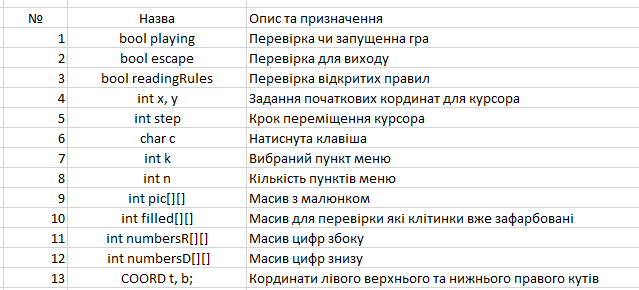 № Назва Опис та призначення
1 bool playing Перевірка чи запущенна гра
2 bool escape Перевірка для виходу
3 bool readingRules Перевірка відкритих правил
4 int x, y Задання початкових кординат для курсора
5 int step Крок переміщення курсора
6 char c Натиснута клавіша
7 int k Вибраний пункт меню
8 int n Кількість пунктів меню
9 int pic[][] Масив з малюнком
10 int filled[][] Масив для перевірки які клітинки вже зафарбовані
11 int numbersR[][] Масив цифр збоку
12 int numbersD[][] Масив цифр знизу
13 COORD t, b; Кординати лівого верхнього та нижнього правого кутів